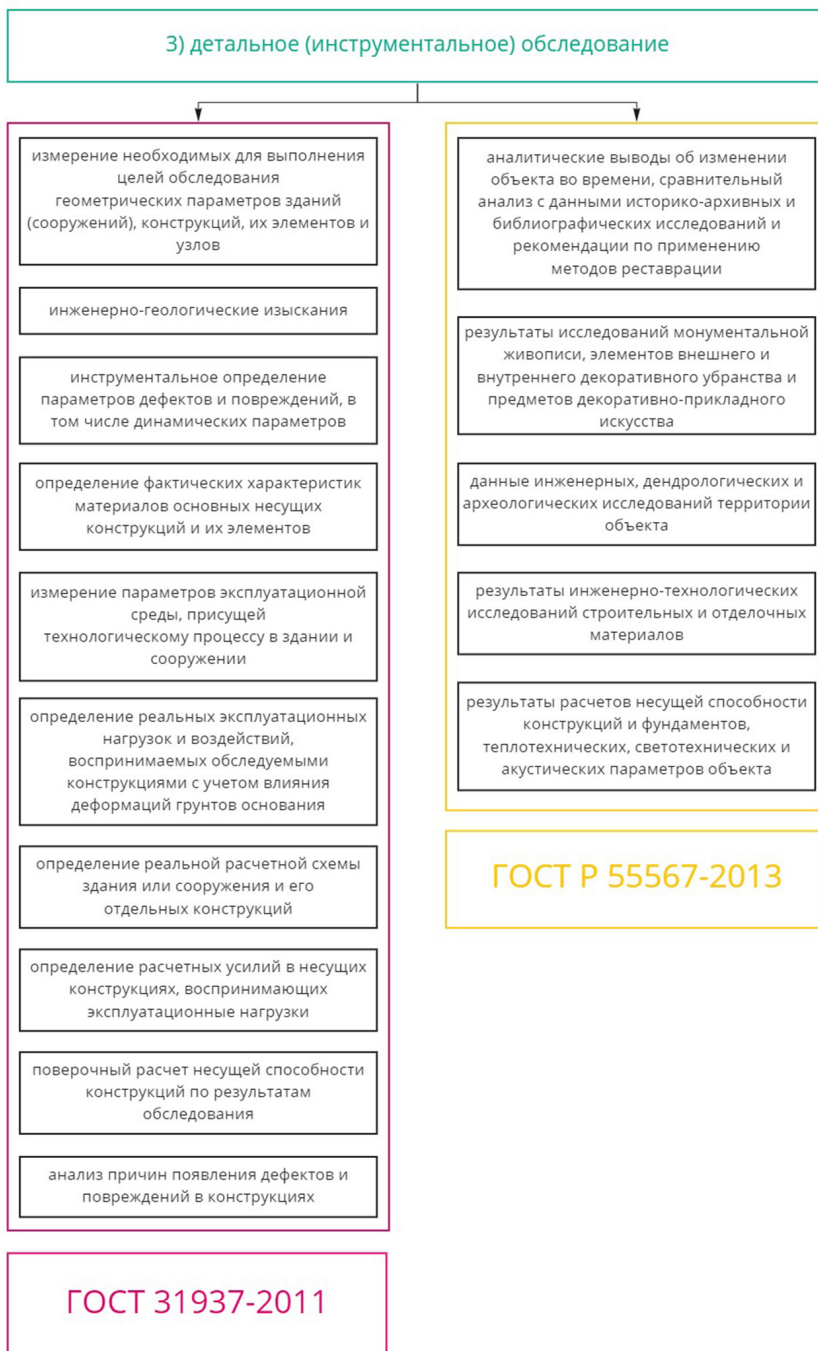 3) детальное (инструментальное) обследование
измерение необходимых для выполнения
целей обследования
геометрических параметров зданий
(сооружений), конструкций, их элементов и
узлов
инженерно-геологические изыскания
инструментальное определение
параметров дефектов и повреждений, в
том числе динамических параметров
определение фактических характеристик
материалов основных несущих
конструкций и их элементов
измерение параметров эксплуатационной
среды, присущей
технологическому процессу в здании и
сооружении
определение реальных эксплуатационных
нагрузок и воздействий,
воспринимаемых обследуемыми
конструкциями с учетом влияния
деформаций грунтов основания
определение реальной расчетной схемы
здания или сооружения и его
отдельных конструкций
определение расчетных усилий в несущих
конструкциях, воспринимающих
эксплуатационные нагрузки
поверочный расчет несущей способности
конструкций по результатам
обследования
анализ причин появления дефектов и
повреждений в конструкциях
ГОСТ 31937-2011
аналитические выводы об изменении
объекта во времени, сравнительный
анализ с данными историко-архивных и
библиографических исследований и
рекомендации по применению
методов реставрации
результаты исследований монументальной
живописи, элементов внешнего и
внутреннего декоративного убранства и
предметов декоративно-прикладного
искусства
данные инженерных, дендрологических и
археологических исследований территории
объекта
результаты инженерно-технологических
исследований строительных и отделочных
материалов
результаты расчетов несущей способности
конструкций и фундаментов,
теплотехнических, светотехнических и
акустических параметров объекта
ГОСТ Р 55567-2013